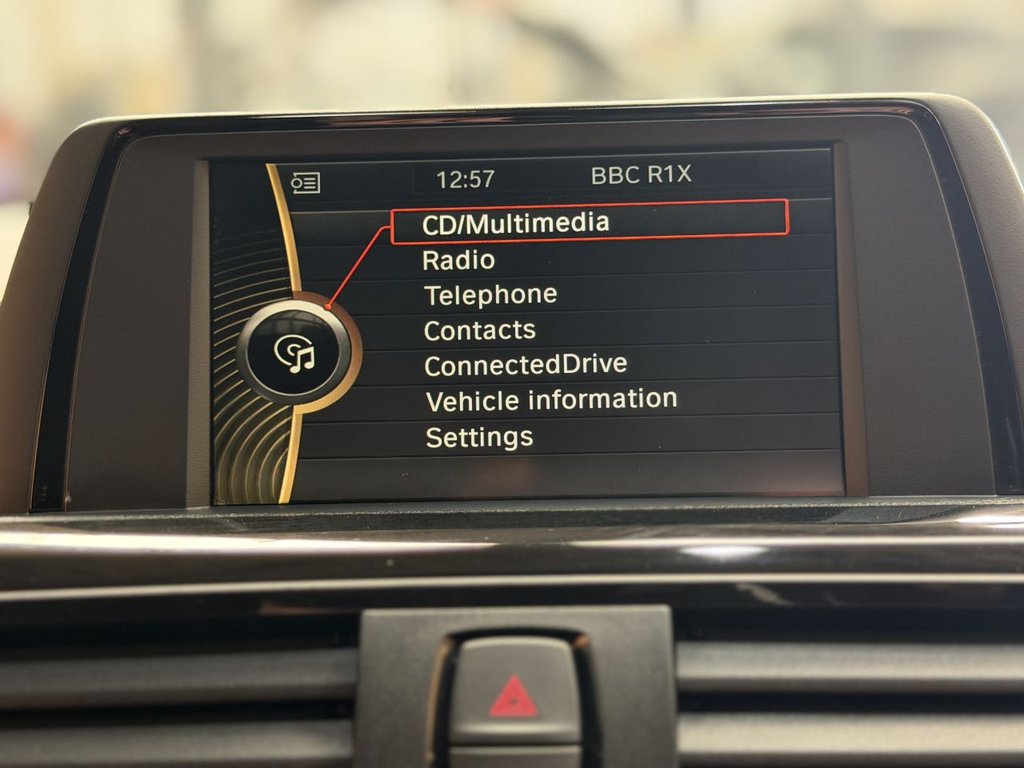 12:57 BBC R1X
CD/Multimedia
Radio
Telephone
Contacts
ConnectedDrive
Vehicle information
Settings